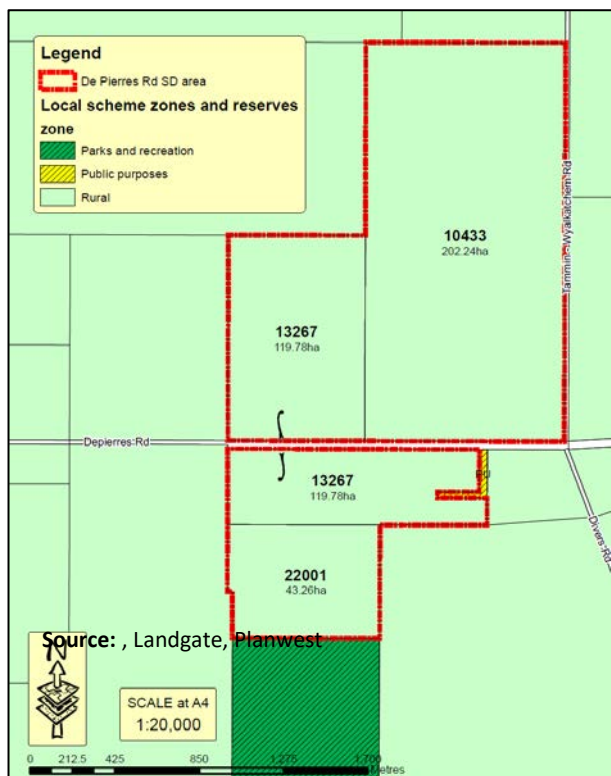 Legend
De Pierres Rd SD area
Local scheme zones and reserves
zone
Parks and recreation
Public purposes
Rural
10433
202.24ha
Tammin - Wyalkatchem Rd
13267
119.78ha
Depierres Rd
13267
119.78ha
Divers Rd
22001
43.26ha
Source: , Landgate, Planwest
N
SCALE at A4
1:20,000
0 212.5 425 850 1,275 1,700
Metres